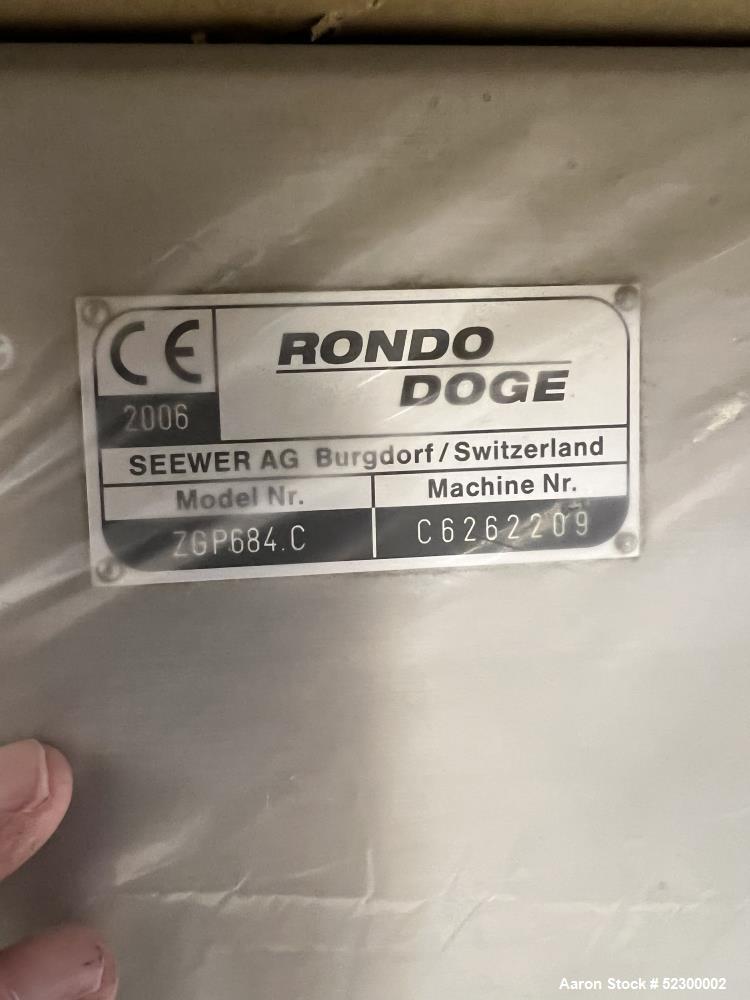 CE
2006
RONDO
DOGE
SEEWER AG Burgdorf/Switzerland
Model Nr.
Machine Nr.
ZGP684.C
C6262209
Aaron Stock # 52300002